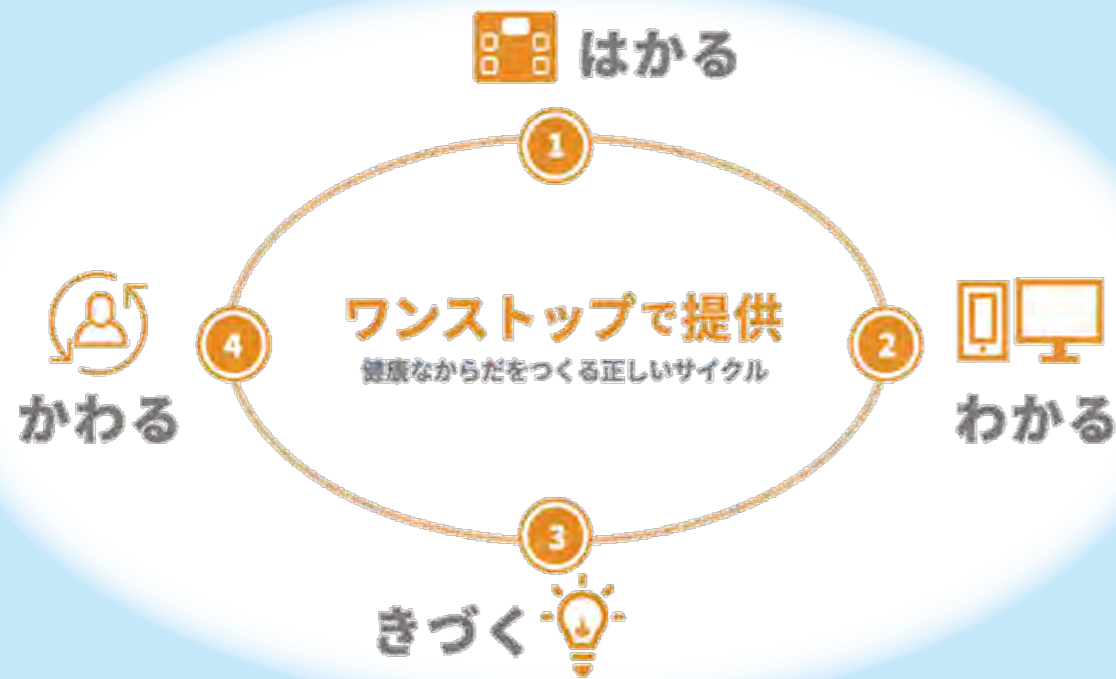 はかる
1
ワンストップで提供
健康なからだをつくる正しいサイクル
4
2
かわる
わかる
3
きづく